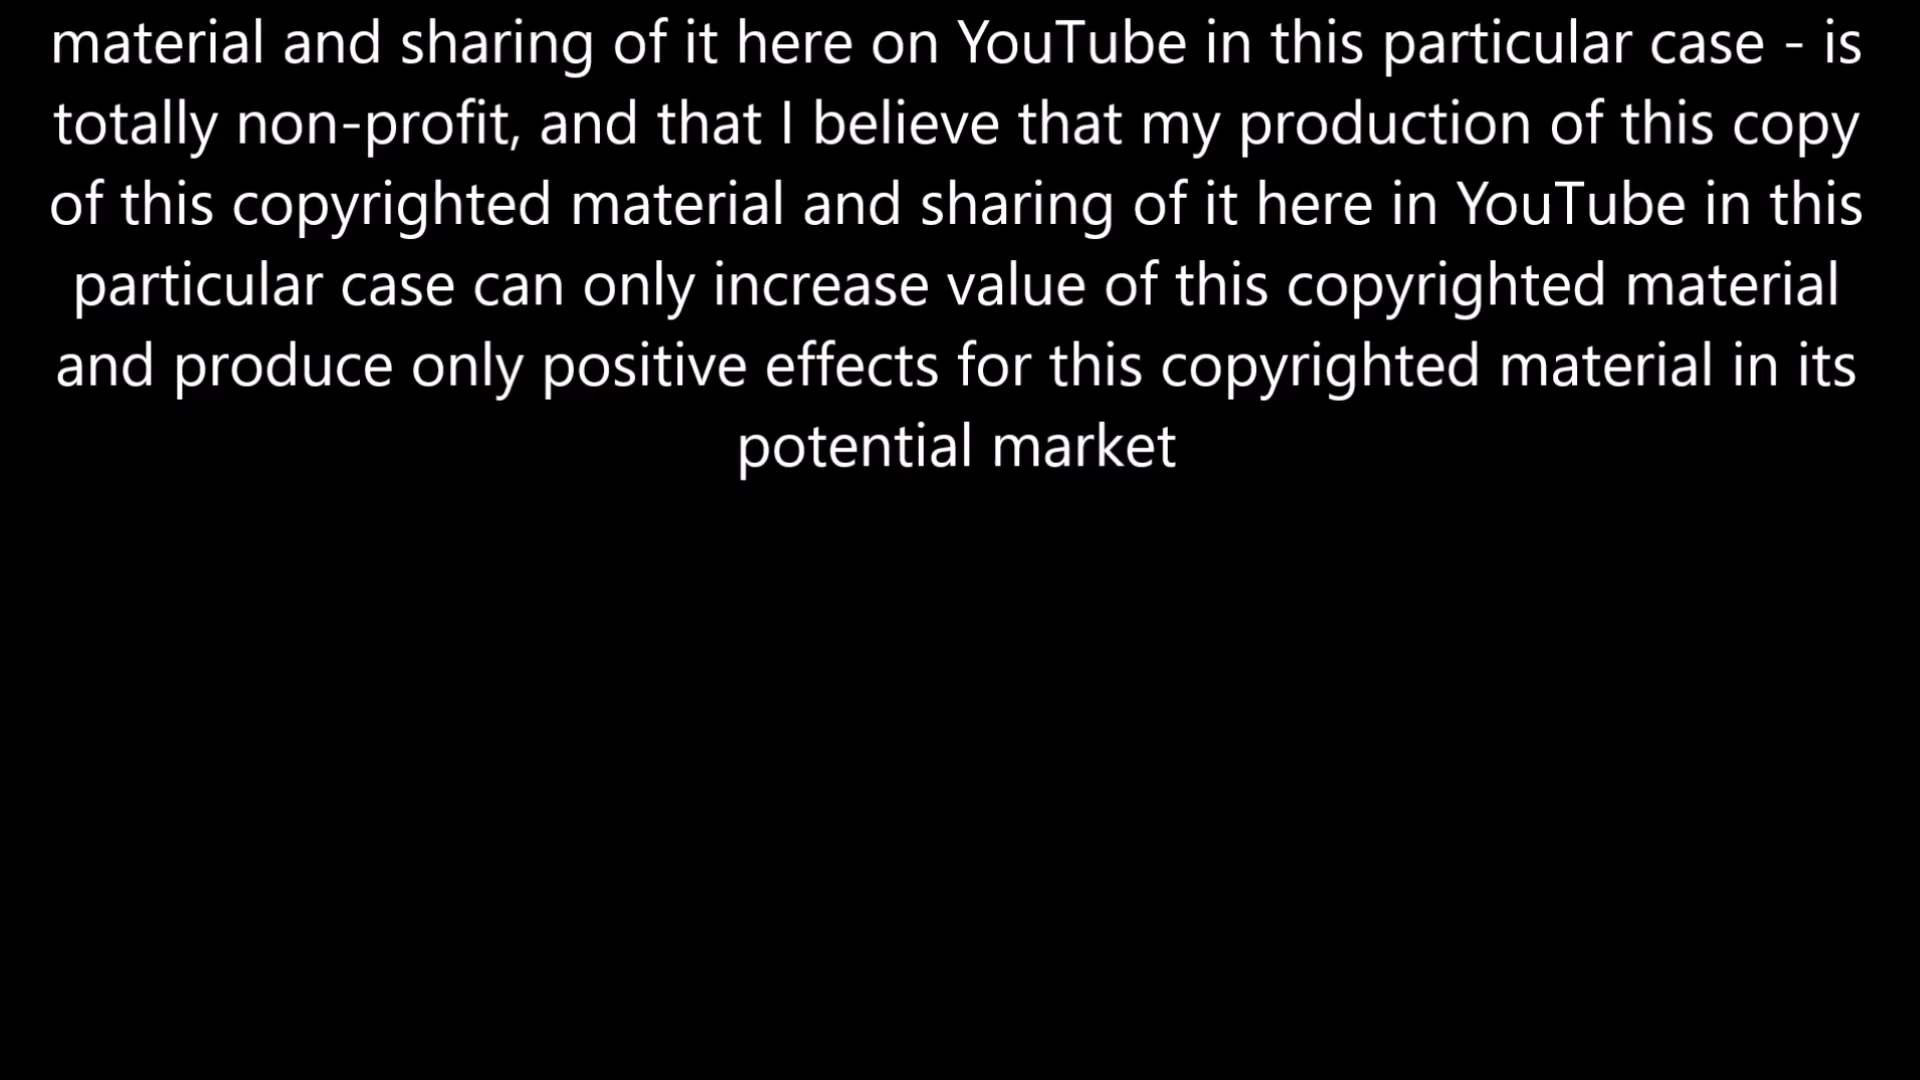 material and sharing of it here on YouTube in this particular case - is
totally non-profit, and that I believe that my production of this copy
of this copyrighted material and sharing of it here in YouTube in this
particular case can only increase value of this copyrighted material
and produce only positive effects for this copyrighted material in its
potential market